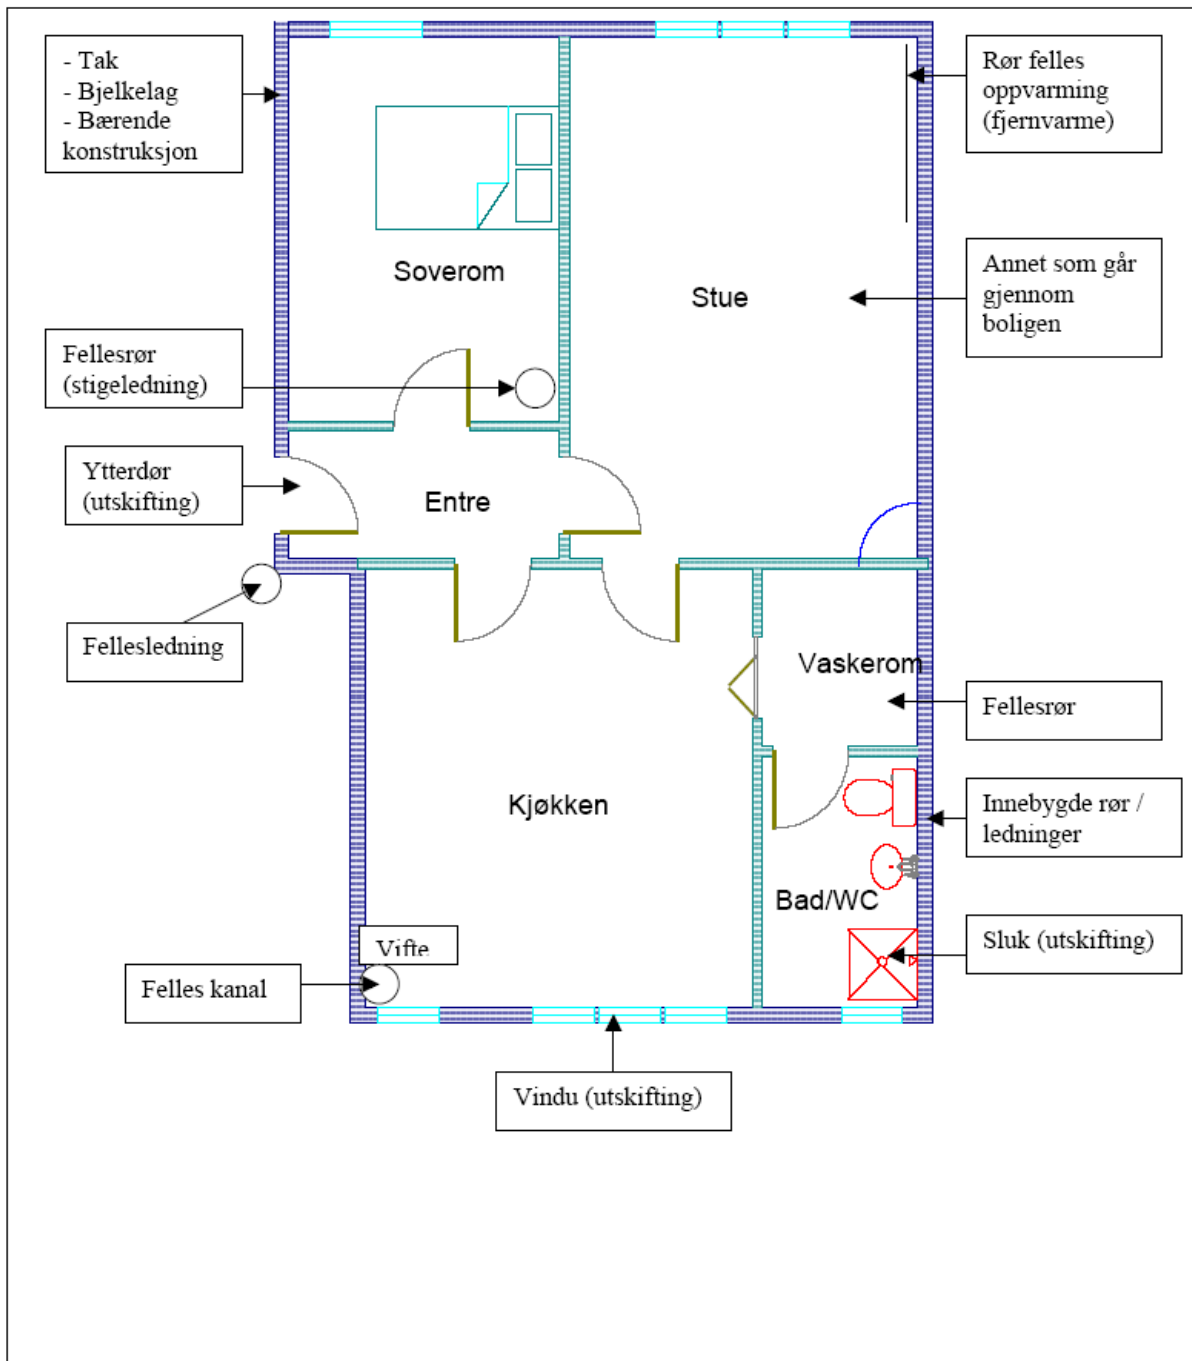 - Tak
- Bjelkelag
- Bærende
konstruksjon
Rør felles
oppvarming
(fjernvarme)
Soverom
Stue
Annet som går
gjennom
boligen
Fellesrør
(stigeledning)
Ytterdør
(utskifting)
Entre
Fellesledning
Vaskerom
Fellesrør
Kjøkken
Innebygde rør /
ledninger
Bad/WC
Vifte
Sluk (utskifting)
Felles kanal
Vindu (utskifting)